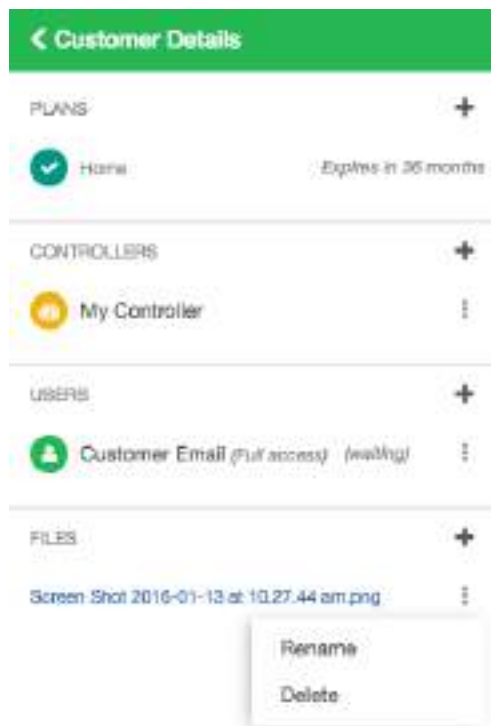 Customer Details
PLANS
Home Expires in 36 months
CONTROLLERS
My Controller
USERS
Customer Email (Full access) (waiting)
FILES
Screen Shot 2016-01-13 at 10.27.44 am.png
Rename
Delete